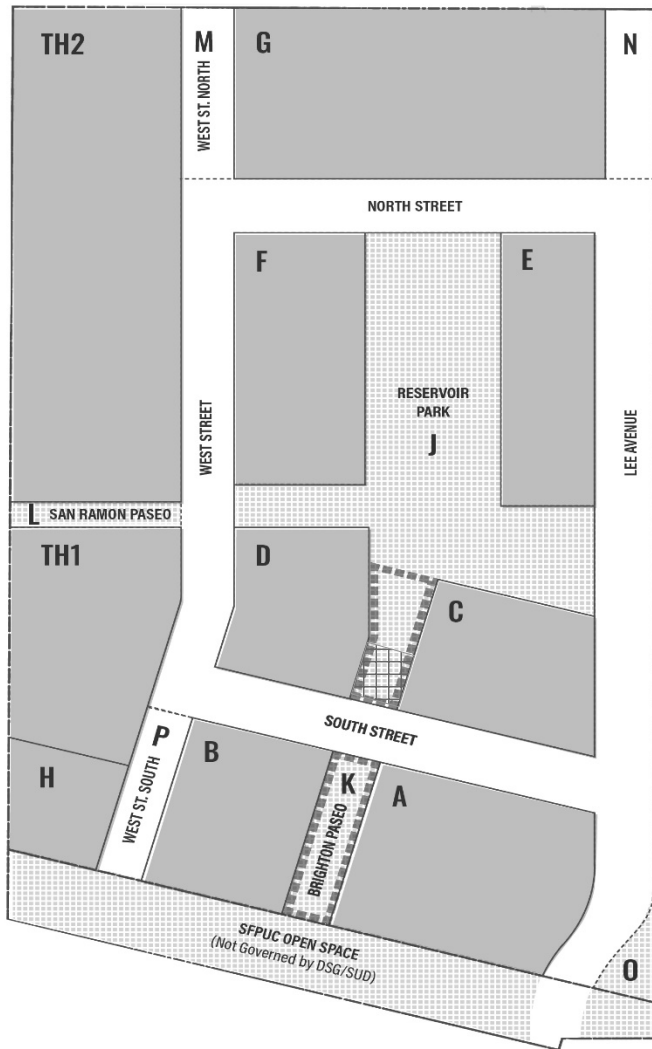 TH2
M
G
N
WEST ST. NORTH
NORTH STREET
F
E
RESERVOIR
PARK
J
WEST STREET
LEE AVENUE
L
SAN RAMON PASEO
TH1
D
C
SOUTH STREET
P
B
K
A
H
WEST ST. SOUTH
BRIGHTON PASEO
SFPUC OPEN SPACE
(Not Governed by DSG/SUD)
O